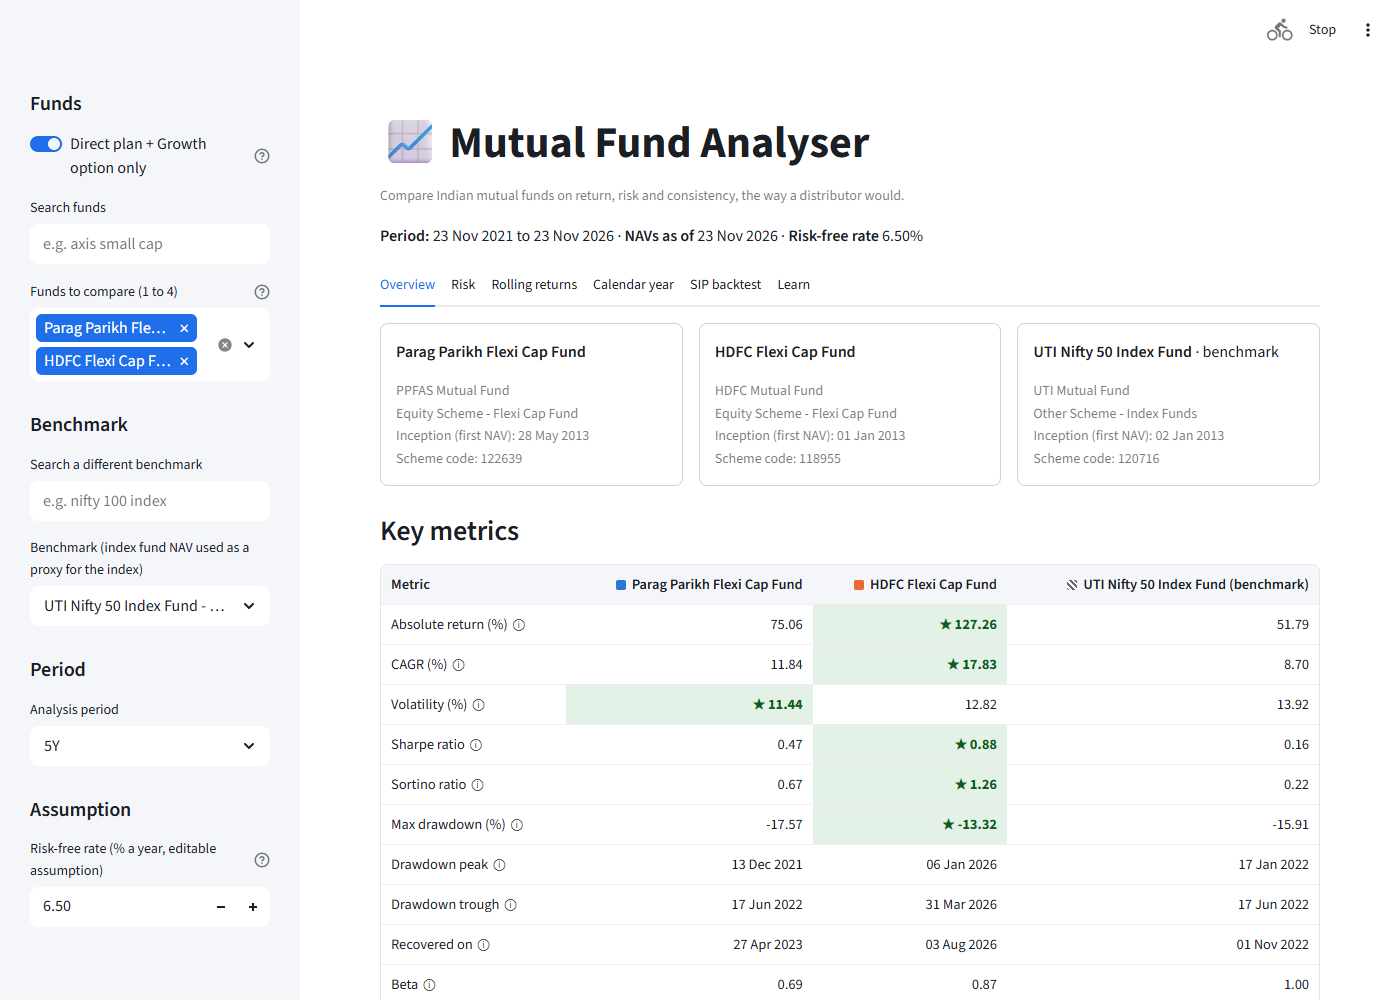 Stop
Funds
Direct plan + Growth
option only
Search funds
e.g. axis small cap
Funds to compare (1 to 4)
Parag Parikh Fle... ×
HDFC Flexi Cap F... ×
Benchmark
Search a different benchmark
e.g. nifty 100 index
Benchmark (index fund NAV used as a
proxy for the index)
UTI Nifty 50 Index Fund - ...
Period
Analysis period
5Y
Assumption
Risk-free rate (% a year, editable
assumption)
6.50 − +
Mutual Fund Analyser
Compare Indian mutual funds on return, risk and consistency, the way a distributor would.
Period: 23 Nov 2021 to 23 Nov 2026 · NAVs as of 23 Nov 2026 · Risk-free rate 6.50%
Overview Risk Rolling returns Calendar year SIP backtest Learn
Parag Parikh Flexi Cap Fund
PPFAS Mutual Fund
Equity Scheme - Flexi Cap Fund
Inception (first NAV): 28 May 2013
Scheme code: 122639
HDFC Flexi Cap Fund
HDFC Mutual Fund
Equity Scheme - Flexi Cap Fund
Inception (first NAV): 01 Jan 2013
Scheme code: 118955
UTI Nifty 50 Index Fund · benchmark
UTI Mutual Fund
Other Scheme - Index Funds
Inception (first NAV): 02 Jan 2013
Scheme code: 120716
Key metrics
Metric Parag Parikh Flexi Cap Fund HDFC Flexi Cap Fund UTI Nifty 50 Index Fund (benchmark)
Absolute return (%) 75.06 ★ 127.26 51.79
CAGR (%) 11.84 ★ 17.83 8.70
Volatility (%) ★ 11.44 12.82 13.92
Sharpe ratio 0.47 ★ 0.88 0.16
Sortino ratio 0.67 ★ 1.26 0.22
Max drawdown (%) -17.57 ★ -13.32 -15.91
Drawdown peak 13 Dec 2021 06 Jan 2026 17 Jan 2022
Drawdown trough 17 Jun 2022 31 Mar 2026 17 Jun 2022
Recovered on 27 Apr 2023 03 Aug 2026 01 Nov 2022
Beta 0.69 0.87 1.00